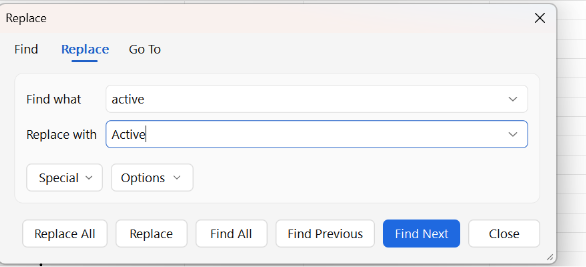 Replace
Find Replace Go To
Find what active
Replace with Active
Special Options
Replace All Replace Find All Find Previous Find Next Close